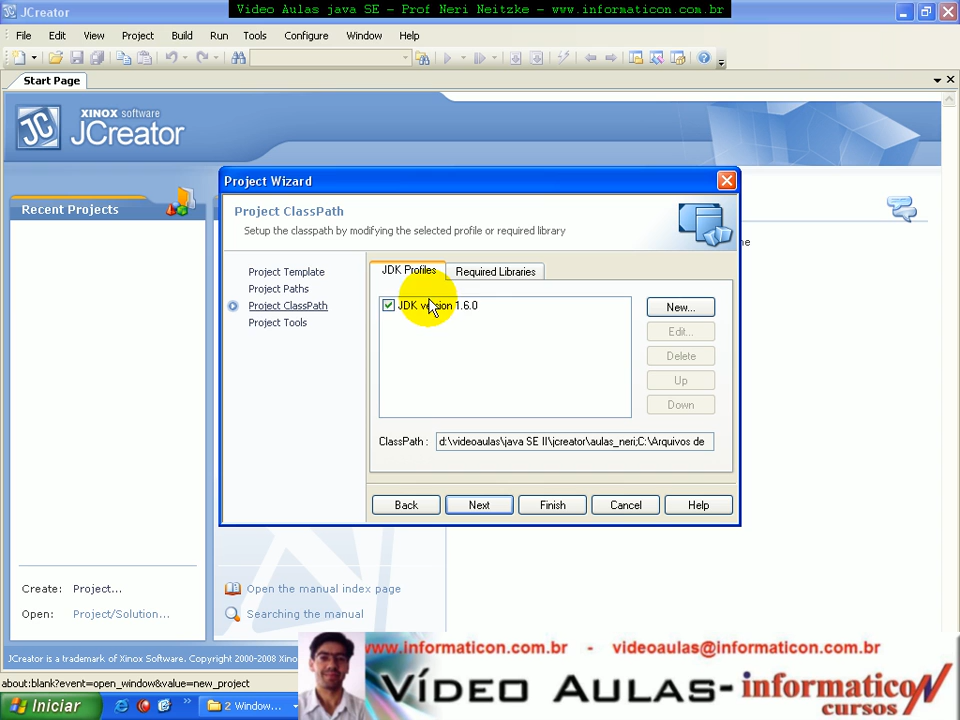 JCreator
Video Aulas java SE - Prof Neri Neitzke - www.informaticon.com.br
File Edit View Project Build Run Tools Configure Window Help
Start Page
XINOX software
JCreator
Recent Projects
Project Wizard
Project ClassPath
Setup the classpath by modifying the selected profile or required library
Project Template
Project Paths
Project ClassPath
Project Tools
JDK Profiles
Required Libraries
JDK version 1.6.0
New...
Edit...
Delete
Up
Down
ClassPath :
d:\videoaulas\java SE II\jcreator\aulas_neri;C:\Arquivos de
Back
Next
Finish
Cancel
Help
Create: Project...
Open: Project/Solution...
Open the manual index page
Searching the manual
JCreator is a trademark of Xinox Software. Copyright 2000-2008 Xino
www.informaticon.com.br - videoaulas@informaticon.com.br
VÍDEO AULAS-informaticon
cursos
about:blank?event=open_window&value=new_project
Iniciar
2 Window...